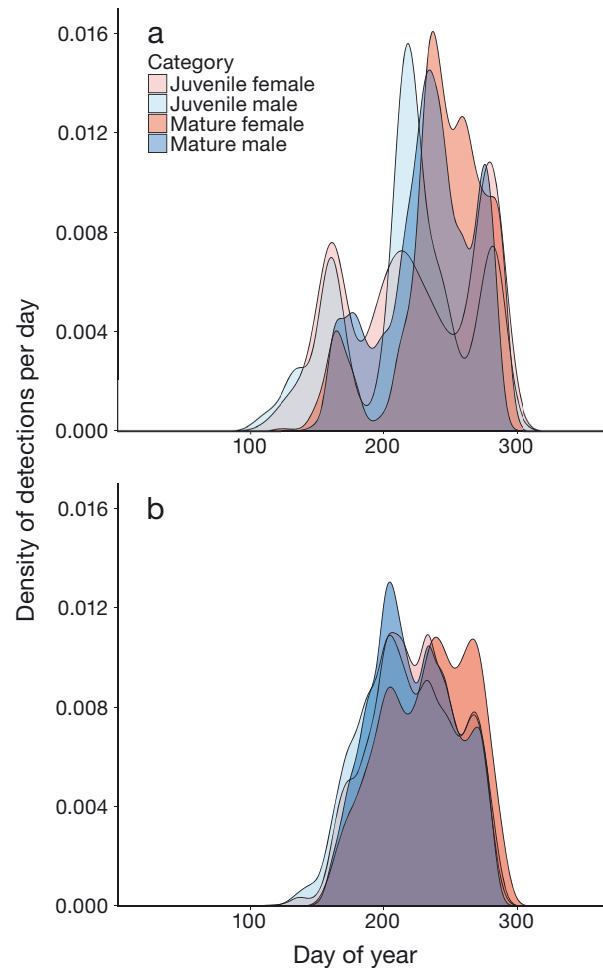 a
Category
Juvenile female
Juvenile male
Mature female
Mature male
0.016
0.012
0.008
0.004
0.000
100 200 300
b
0.016
0.012
0.008
0.004
0.000
100 200 300
Density of detections per day
Day of year